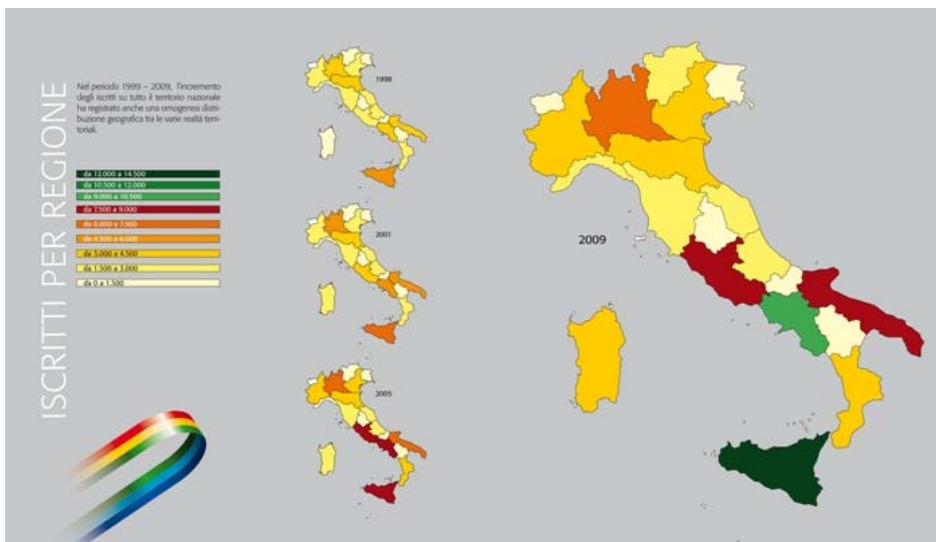 ISCRITTI PER REGIONE
Nel periodo 1999 – 2009, l'incremento
degli iscritti su tutto il territorio nazionale
ha registrato anche una omogenea distri-
buzione geografica tra le varie realtà terri-
toriali.
da 12.000 a 14.500
da 10.500 a 12.000
da 9.000 a 10.500
da 7.500 a 9.000
da 6.000 a 7.500
da 4.500 a 6.000
da 3.000 a 4.500
da 1.500 a 3.000
da 0 a 1.500
1998
2001
2005
2009